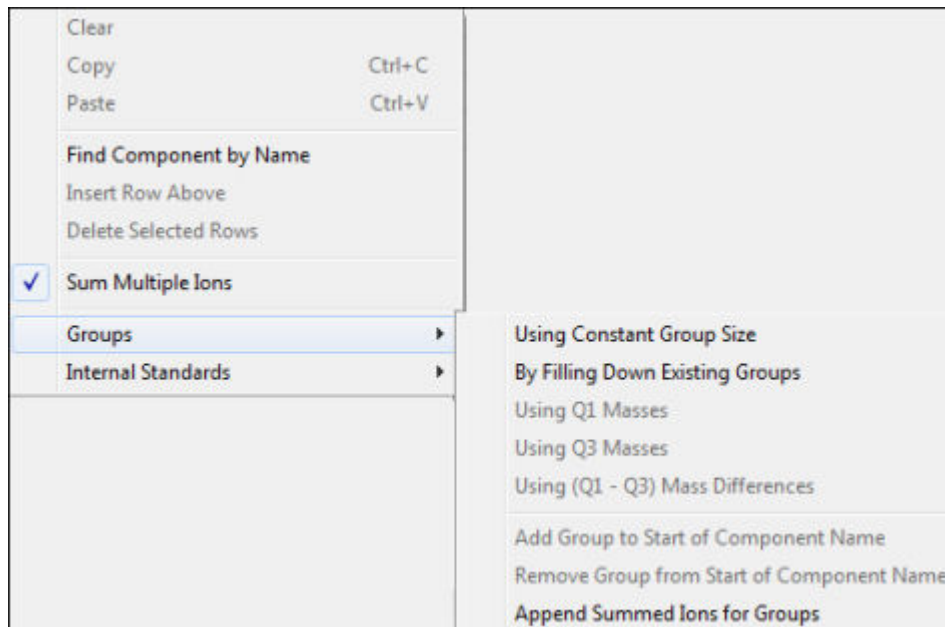 Clear
Copy Ctrl+C
Paste Ctrl+V
Find Component by Name
Insert Row Above
Delete Selected Rows
Sum Multiple Ions
Groups
Internal Standards
Using Constant Group Size
By Filling Down Existing Groups
Using Q1 Masses
Using Q3 Masses
Using (Q1 - Q3) Mass Differences
Add Group to Start of Component Name
Remove Group from Start of Component Name
Append Summed Ions for Groups